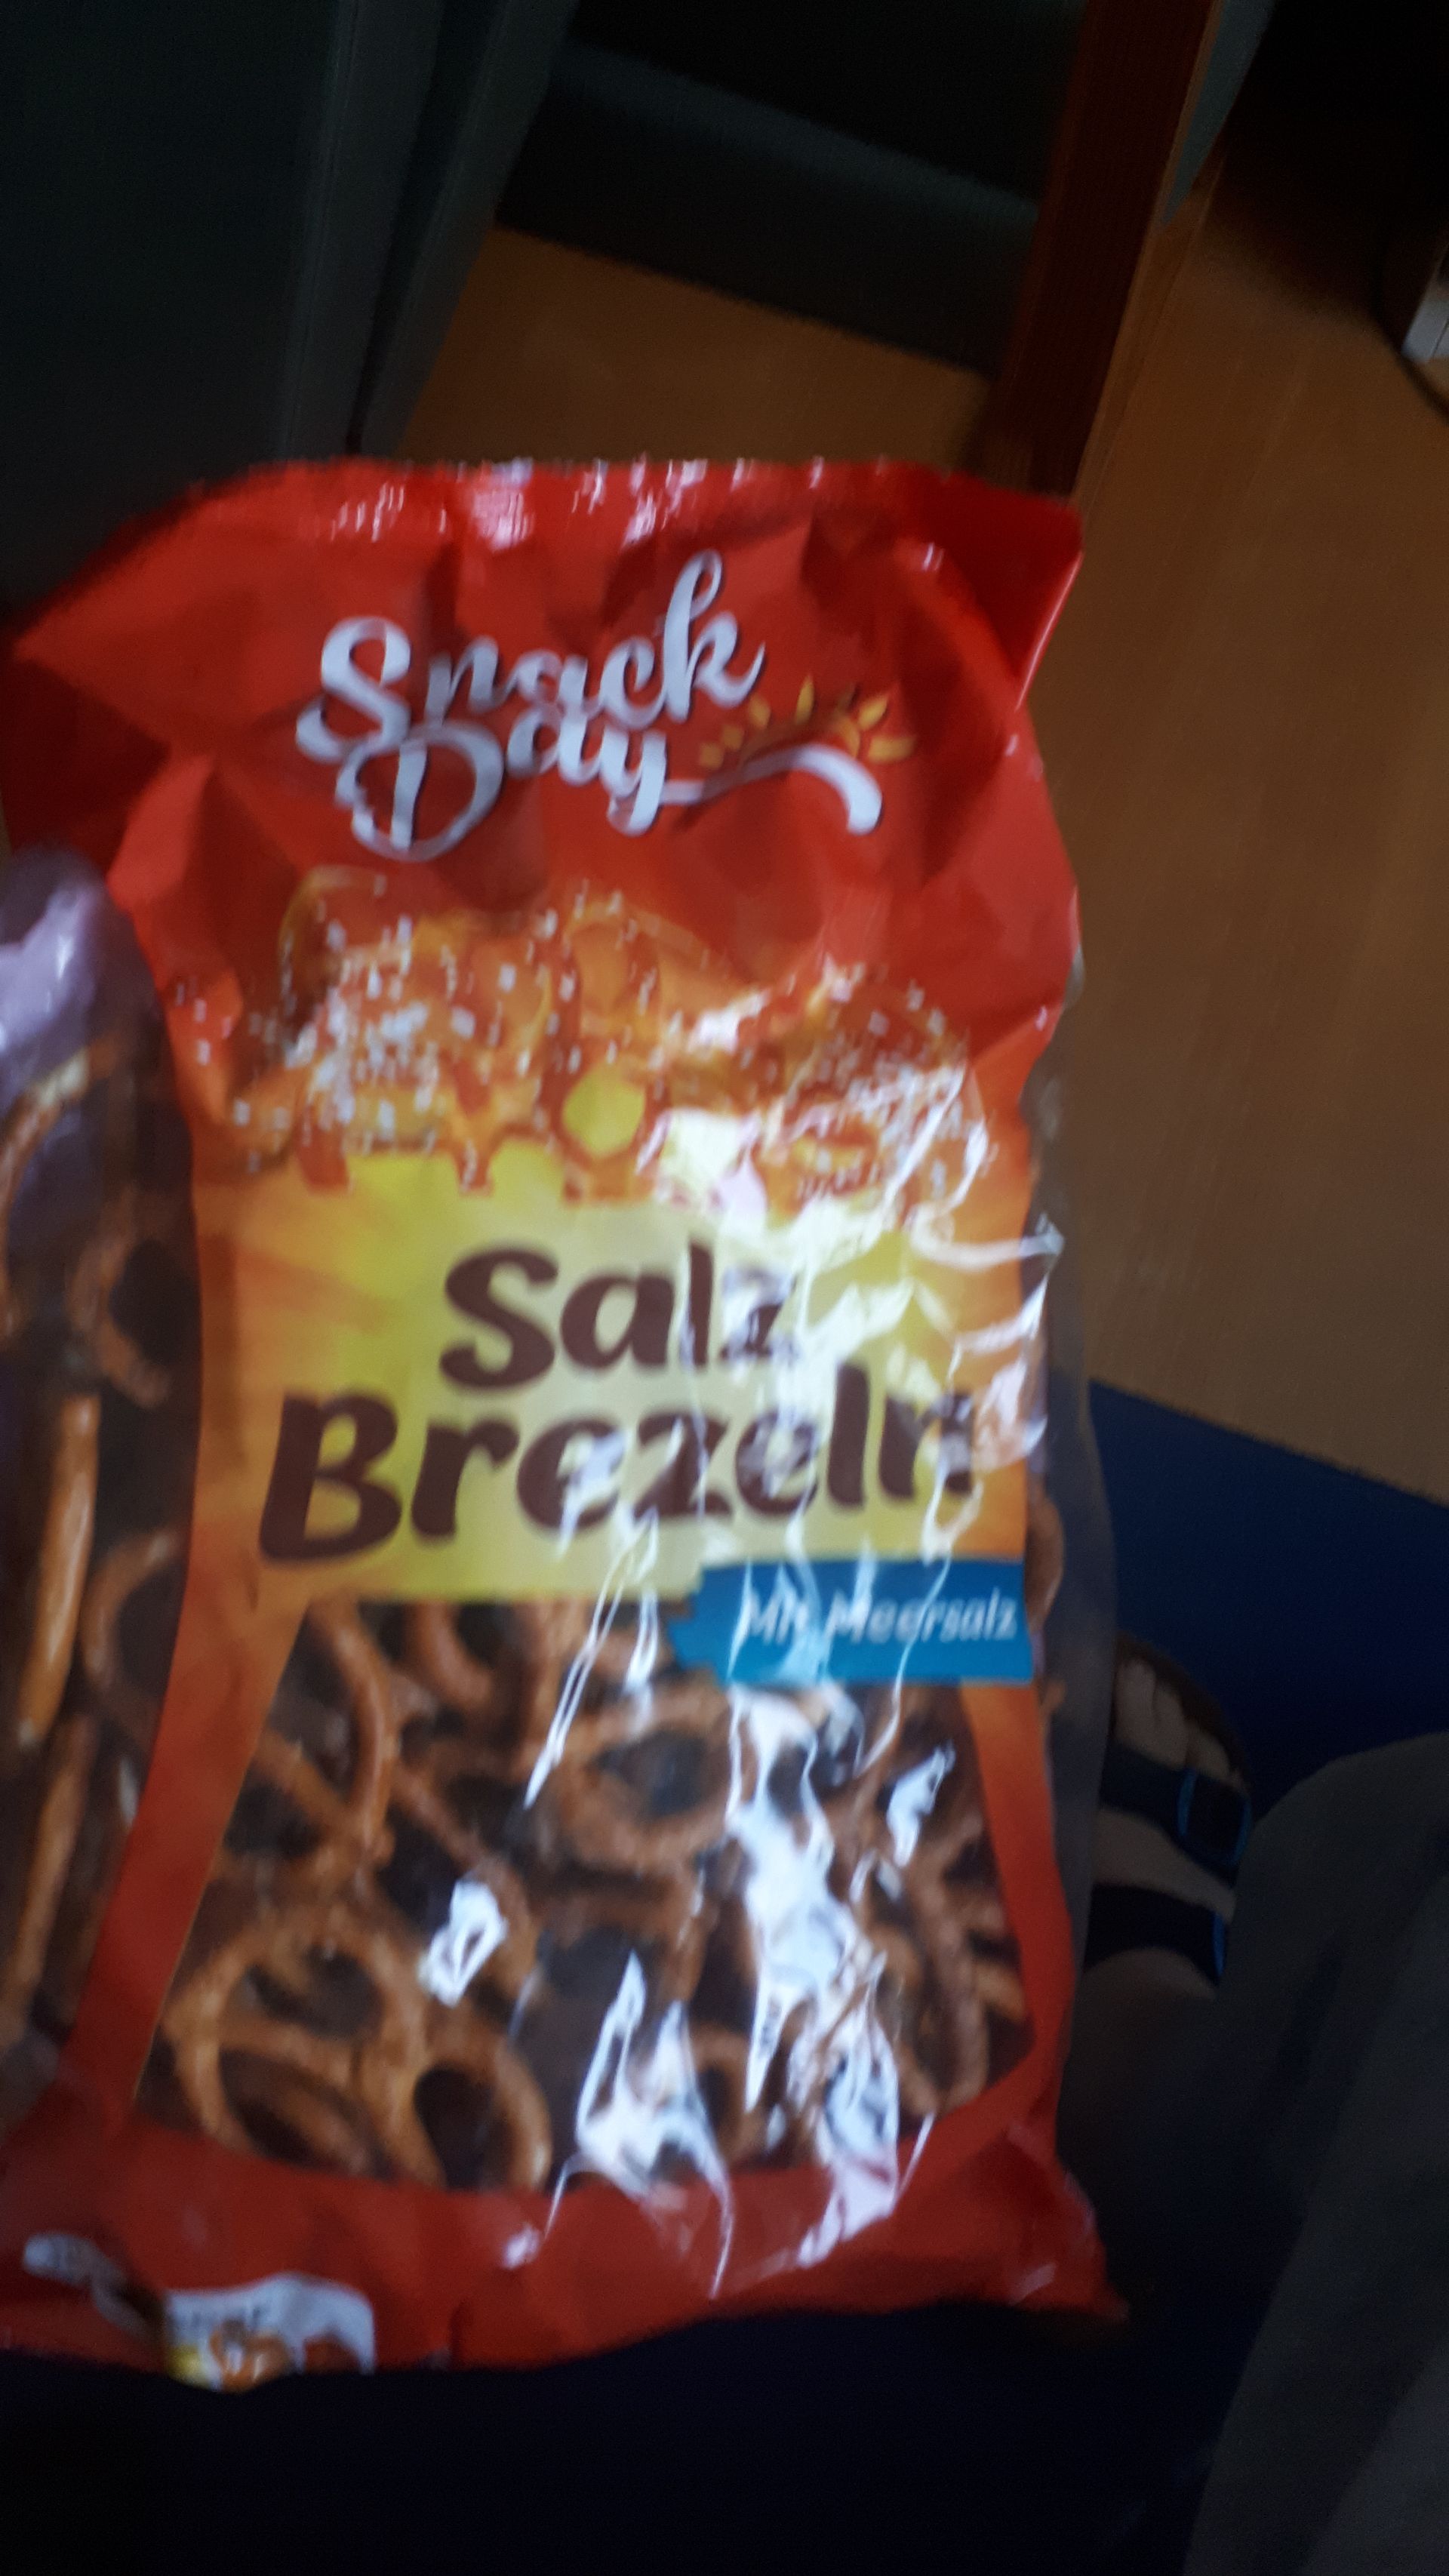 Snack
Day
Salz
Brezeln
Mit Meersalz